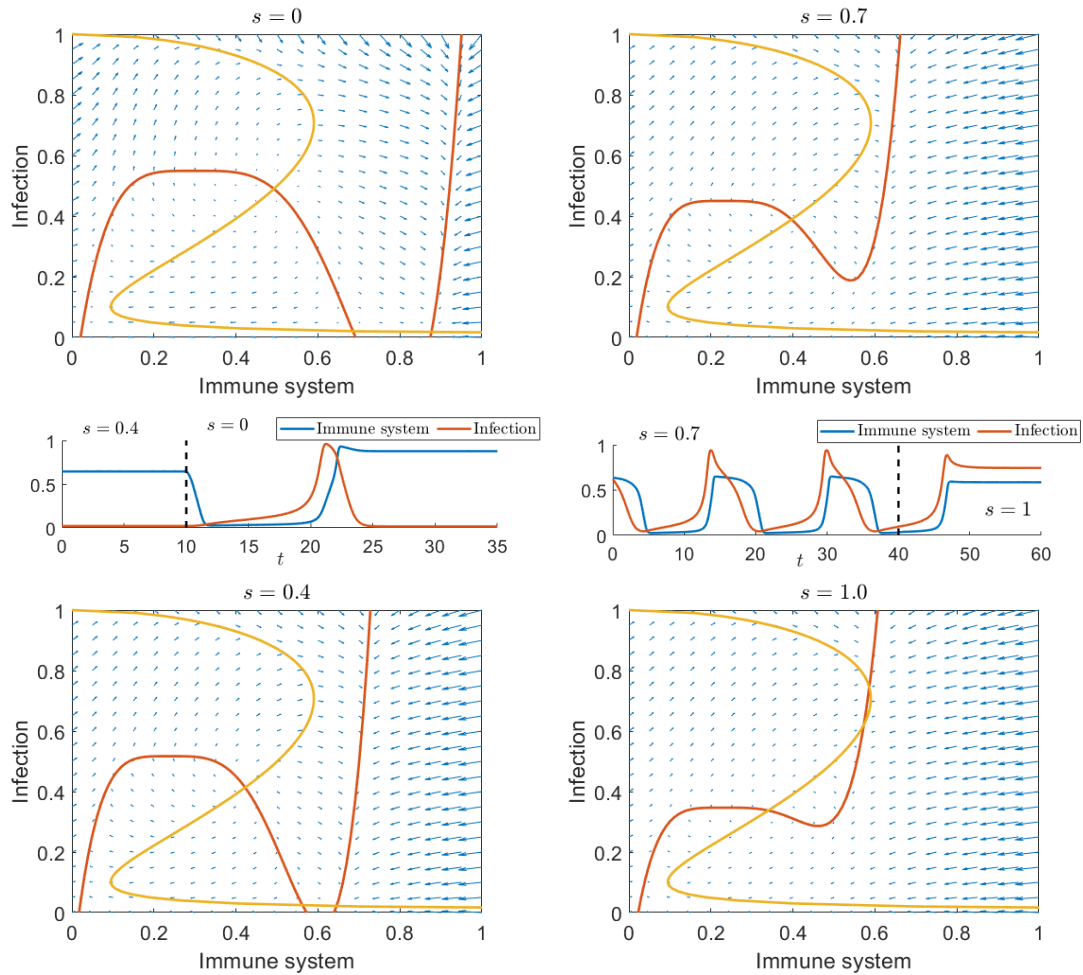 s = 0
1
0.8
0.6
0.4
0.2
0
Infection
0 0.2 0.4 0.6 0.8 1
Immune system
s = 0.7
1
0.8
0.6
0.4
0.2
0
Infection
0 0.2 0.4 0.6 0.8 1
Immune system
s = 0.4
s = 0
Immune system Infection
1
0.5
0
0 5 10 15 20 25 30 35
t
s = 0.7
Immune system Infection
s = 1
1
0.5
0
0 10 20 30 40 50 60
t
s = 0.4
1
0.8
0.6
0.4
0.2
0
Infection
0 0.2 0.4 0.6 0.8 1
Immune system
s = 1.0
1
0.8
0.6
0.4
0.2
0
Infection
0 0.2 0.4 0.6 0.8 1
Immune system